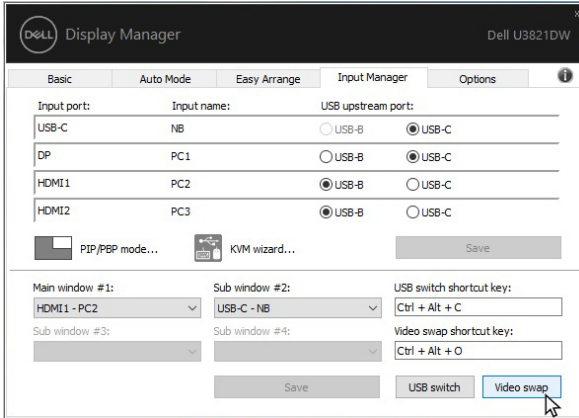 DELL Display Manager Dell U3821DW
Basic Auto Mode Easy Arrange Input Manager Options
Input port: Input name: USB upstream port:
USB-C NB USB-B USB-C
DP PC1 USB-B USB-C
HDMI1 PC2 USB-B USB-C
HDMI2 PC3 USB-B USB-C
PIP/PBP mode... KVM wizard... Save
Main window #1: Sub window #2: USB switch shortcut key:
HDMI1 - PC2 USB-C - NB Ctrl + Alt + C
Sub window #3: Sub window #4: Video swap shortcut key:
Ctrl + Alt + O
Save USB switch Video swap